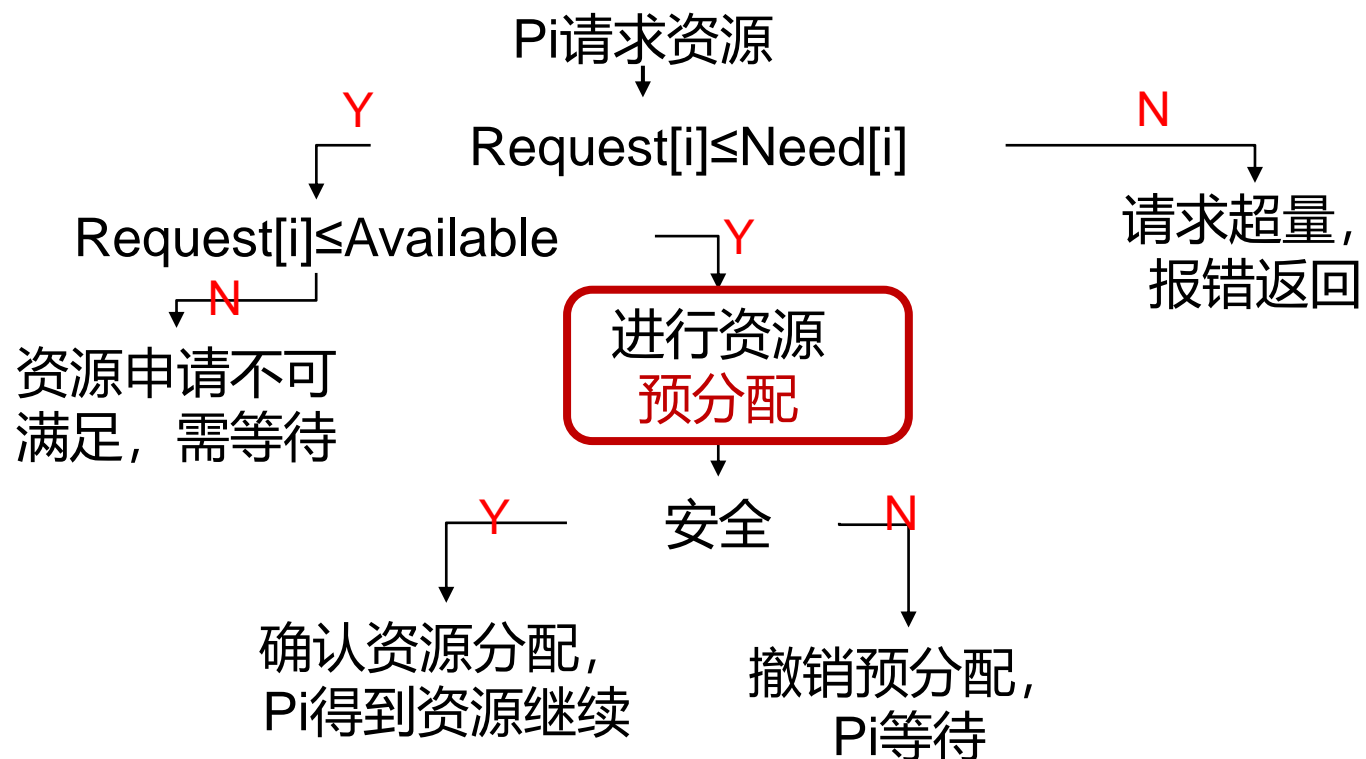 Pi请求资源
Y
N
Request[i]≤Need[i]
请求超量，
报错返回
Request[i]≤Available
Y
N
进行资源
预分配
资源申请不可
满足，需等待
Y
安全
N
确认资源分配，
Pi得到资源继续
撤销预分配，
Pi等待